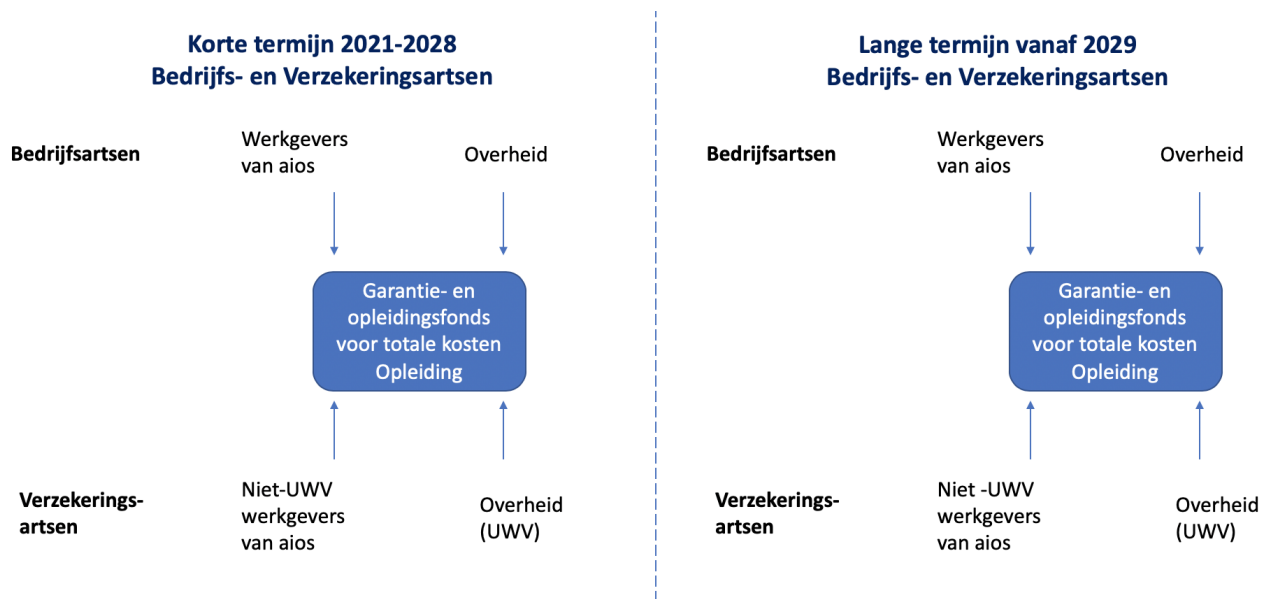 Korte termijn 2021-2028
Bedrijfs- en Verzekeringsartsen
Bedrijfsartsen
Werkgevers
van aios
Overheid
Garantie- en
opleidingsfonds
voor totale kosten
Opleiding
Verzekerings-
artsen
Niet-UWV
werkgevers
van aios
Overheid
(UWV)
Lange termijn vanaf 2029
Bedrijfs- en Verzekeringsartsen
Bedrijfsartsen
Werkgevers
van aios
Overheid
Garantie- en
opleidingsfonds
voor totale kosten
Opleiding
Verzekerings-
artsen
Niet -UWV
werkgevers
van aios
Overheid
(UWV)